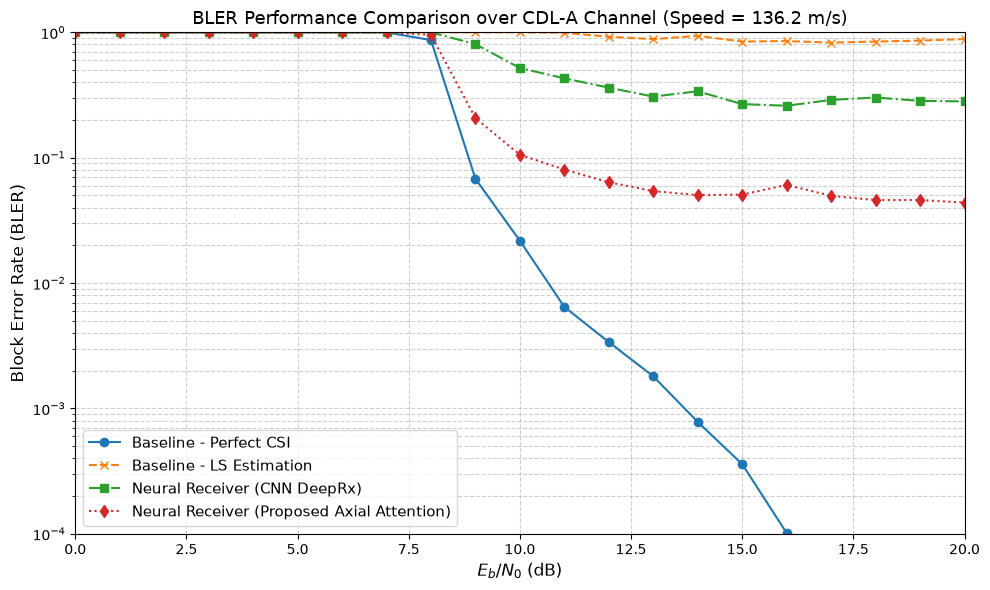 BLER Performance Comparison over CDL-A Channel (Speed = 136.2 m/s)
Block Error Rate (BLER)
10⁰
10⁻¹
10⁻²
10⁻³
10⁻⁴
Baseline - Perfect CSI
Baseline - LS Estimation
Neural Receiver (CNN DeepRx)
Neural Receiver (Proposed Axial Attention)
0.0 2.5 5.0 7.5 10.0 12.5 15.0 17.5 20.0
E_b/N_0 (dB)